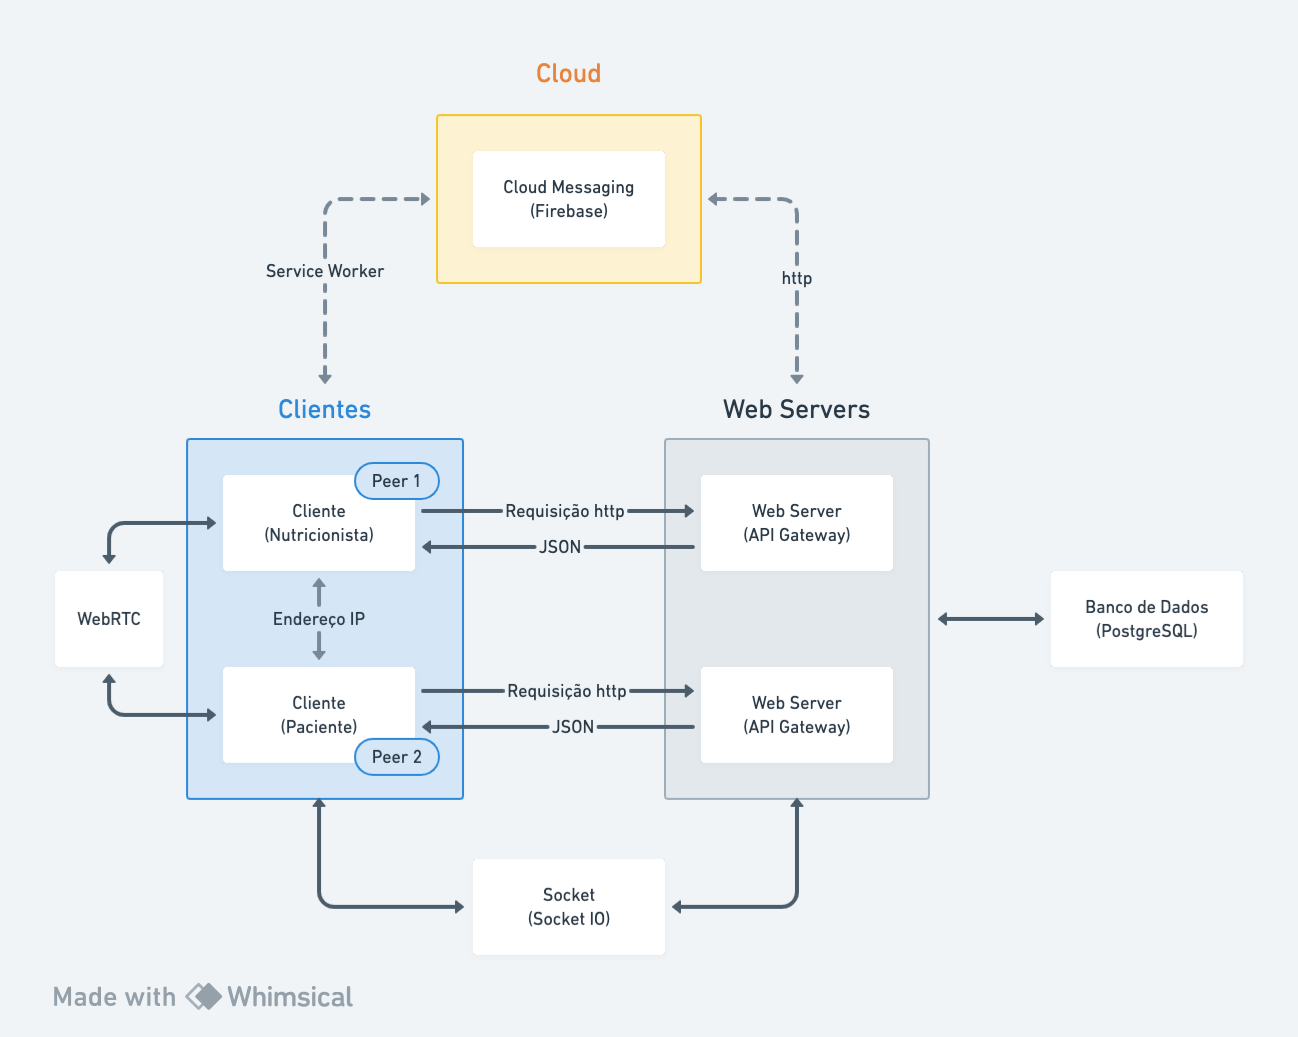 Cloud
Cloud Messaging
(Firebase)
Service Worker
http
Clientes
Web Servers
Peer 1
Cliente
(Nutricionista)
Requisição http
JSON
Web Server
(API Gateway)
WebRTC
Endereço IP
Banco de Dados
(PostgreSQL)
Cliente
(Paciente)
Peer 2
Requisição http
JSON
Web Server
(API Gateway)
Socket
(Socket IO)
Made with Whimsical